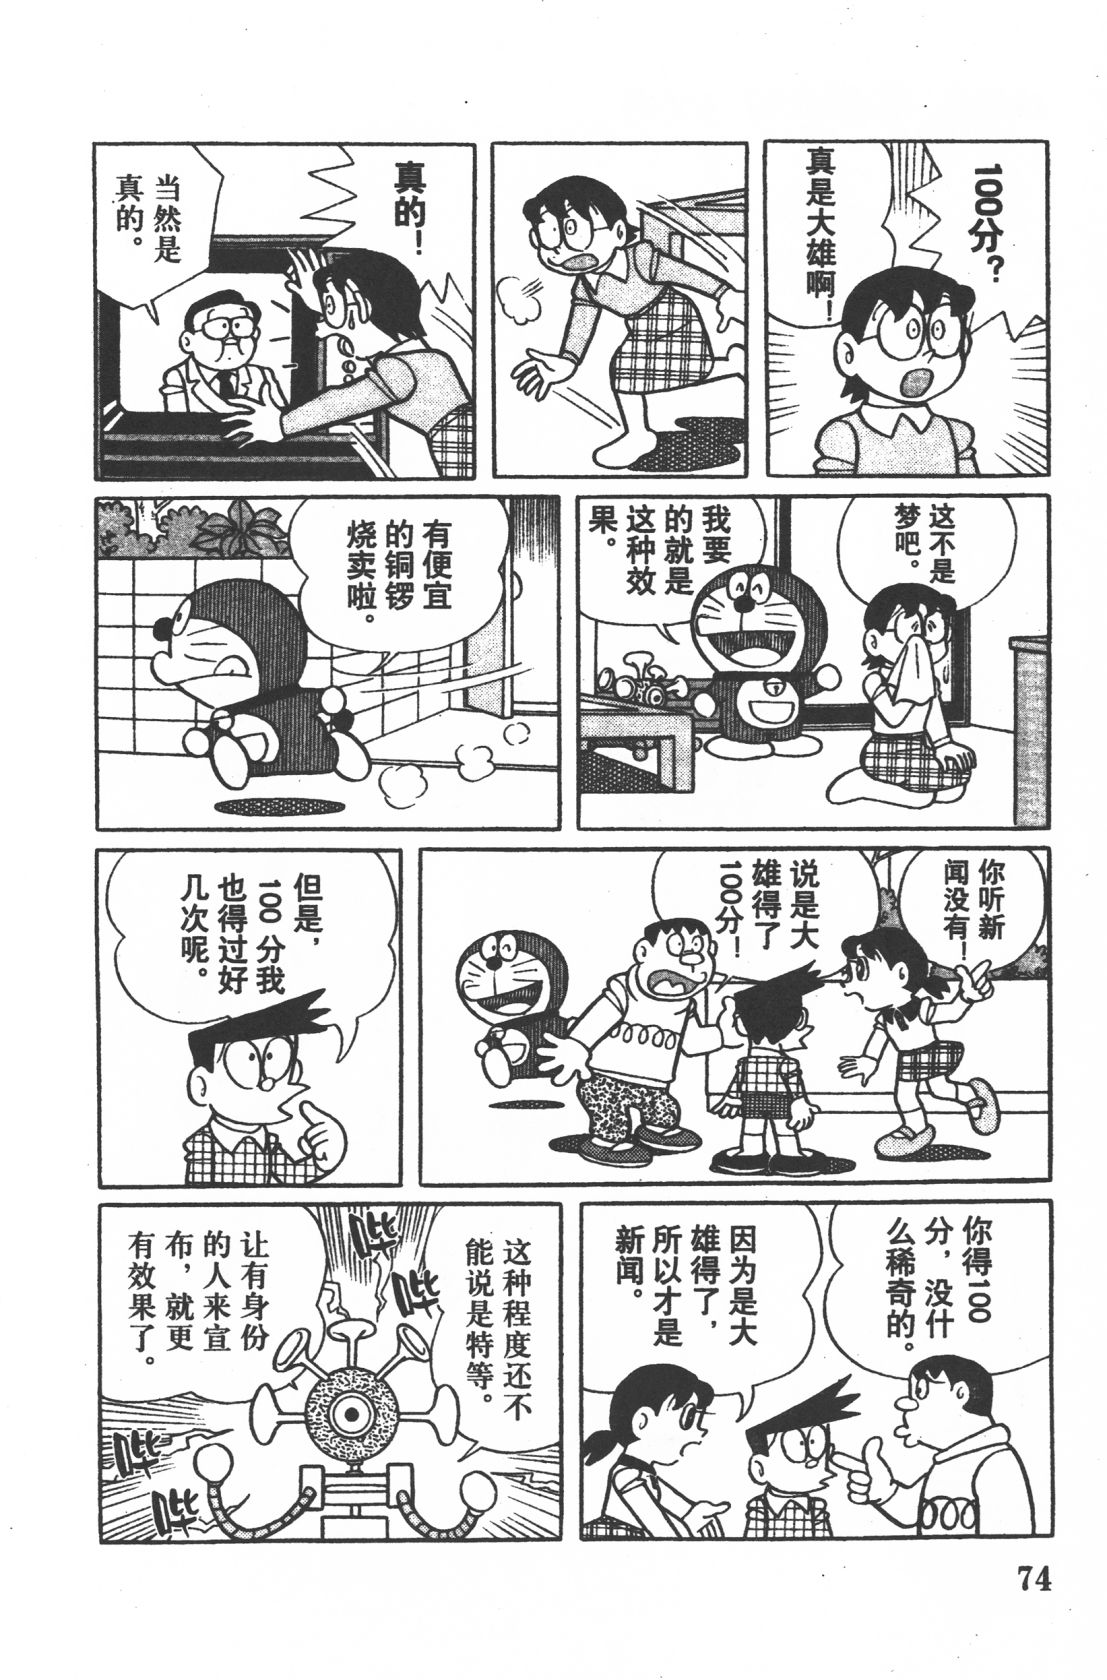 100分？
真是大雄啊！
真的！
当然是
真的。
这不是
梦吧。
我要
的就是
这种效
果。
有便宜
的铜锣
烧卖啦。
你听新
闻没有！
说是大
雄得了
100分！
但是，
100分我
也得过好
几次呢。
你得100
分，没什
么稀奇的。
因为是大
雄得了，
所以才是
新闻。
这种程度还不
能说是特等。
让有身份
的人来宣
布，就更
有效果了。
哗
哗
哗
哗
74